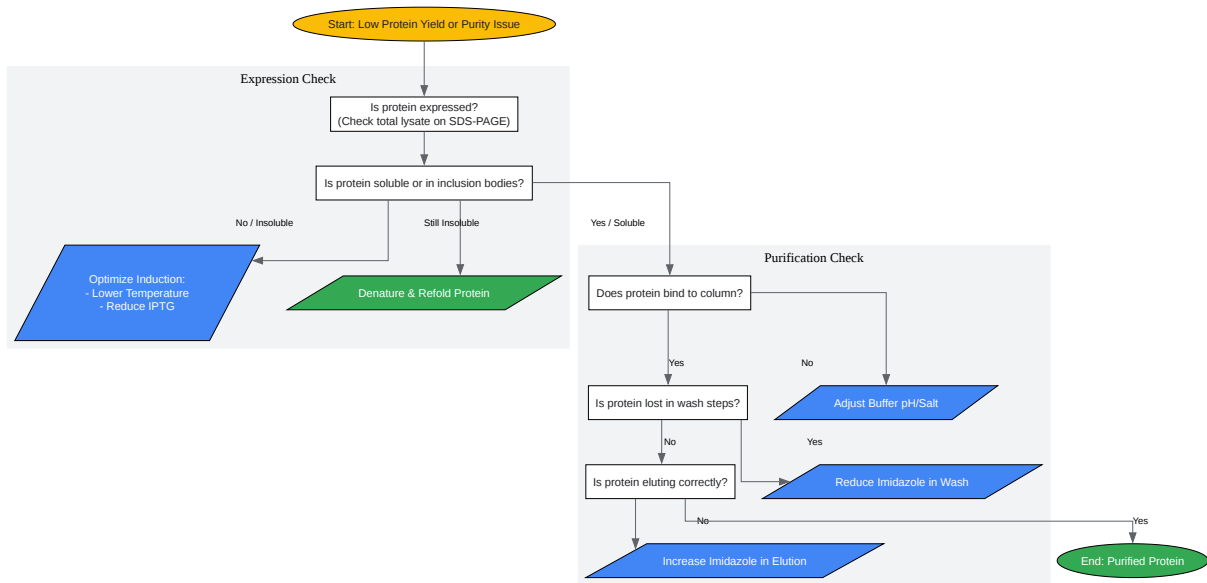 Start: Low Protein Yield or Purity Issue
Expression Check
Is protein expressed?
(Check total lysate on SDS-PAGE)
Is protein soluble or in inclusion bodies?
No / Insoluble
Still Insoluble
Yes / Soluble
Optimize Induction:
- Lower Temperature
- Reduce IPTG
Denature & Refold Protein
Purification Check
Does protein bind to column?
Yes
No
Is protein lost in wash steps?
Adjust Buffer pH/Salt
No
Yes
Is protein eluting correctly?
Reduce Imidazole in Wash
No
Yes
Increase Imidazole in Elution
End: Purified Protein